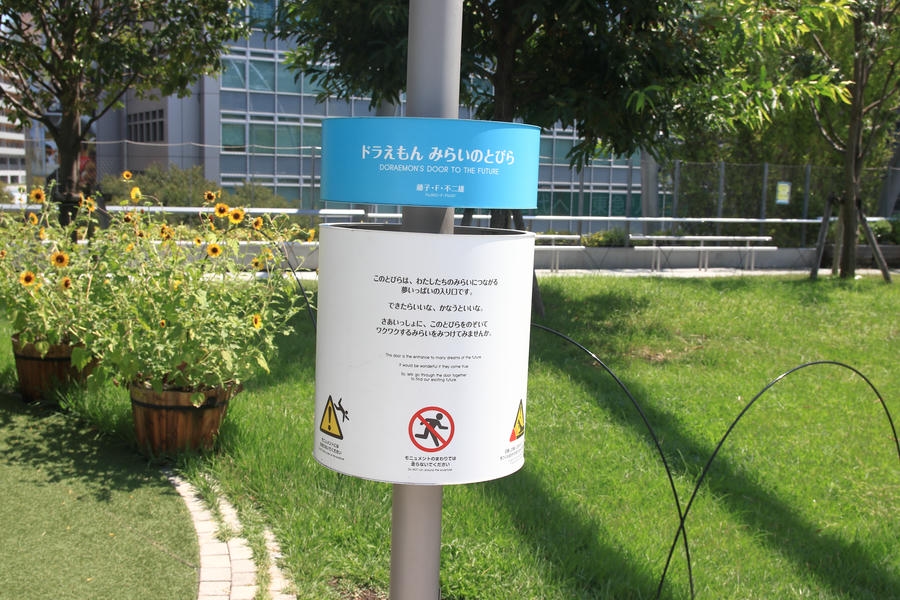 ドラえもん みらいのとびら
DORAEMON'S DOOR TO THE FUTURE
藤子・F・不二雄
このとびらは、わたしたちのみらいにつながる
夢いっぱいの入り口です。
できたらいいな、かなうといいな。
さあいっしょに、このとびらをのぞいて
ワクワクするみらいをみつけてみませんか。
This door is the entrance to many dreams of the future.
It would be wonderful if they come true.
So, let's go through the door together
to find our exciting future.
モニュメントのまわりでは
走らないでください